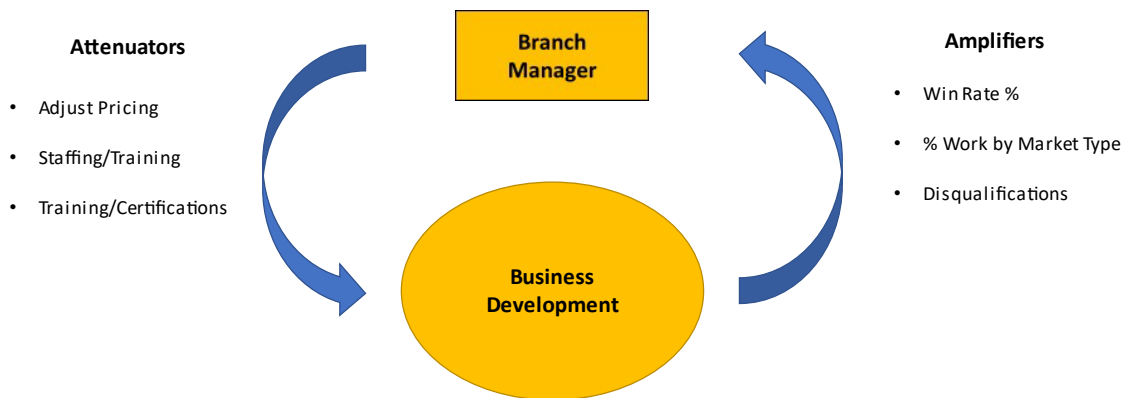 Attenuators
• Adjust Pricing
• Staffing/Training
• Training/Certifications
Branch
Manager
Business
Development
Amplifiers
• Win Rate %
• % Work by Market Type
• Disqualifications